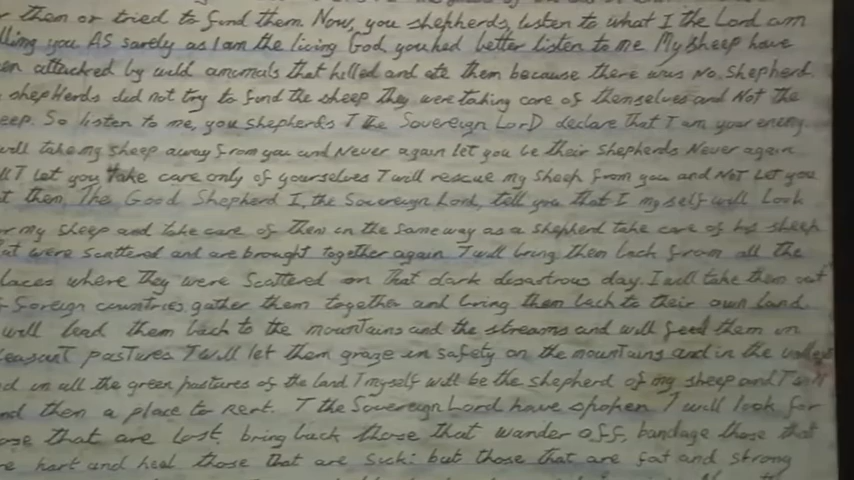 them or tried to find them. Now, you shepherds, listen to what I the Lord am
lling you AS surely as I am the living God, you had better listen to me My Sheep have
en attacked by wild anamals that killed and ate them because there was No Shepherd.
shepherds did not try to find the sheep They were taking care of themselves and Not the
eep. So listen to me, you shepherds I the Sovereign LorD declare that I am your enemy.
will take my sheep away from you and Never again let you be their shepherds Never again
ll I let you take care only of yourselves I will rescue my sheep from you and NOT let you
t them. The Good Shepherd I, the Sovereign Lord, tell you that I my self will Look
or my sheep and take care of them in the same way as a shepherd take care of his sheep
at were scattered and are brought together again I will bring them back from all the
laces where they were Scattered on that dark disastrous day. I will take them out
f foreign countries, gather them together and bring them back to their own land.
will lead them back to the mountains and the streams and will feed them in
easant pastures I will let them graze in safety on the mountains and in the valleys
d in all the green pastures of the land I myself will be the shepherd of my sheep and I will
nd them a place to Rest. I the Sovereign Lord have spoken I will look for
ose that are lost, bring back those that wander off, bandage those that
re hurt and heal those that are sick: but those that are fat and strong